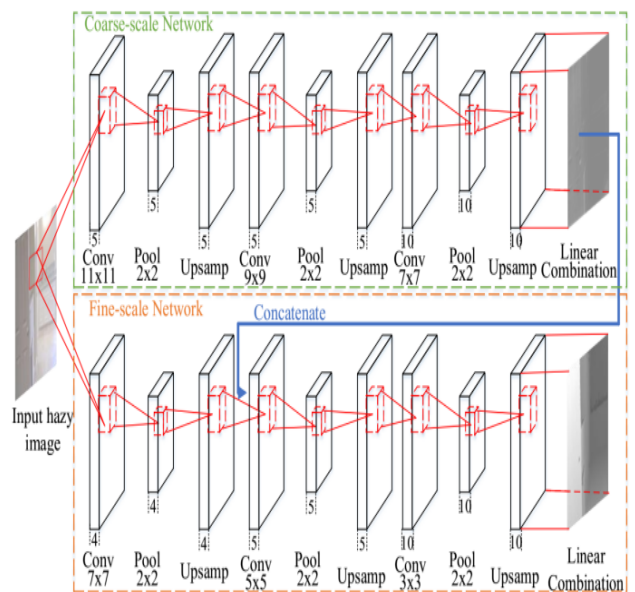 Coarse-scale Network
5 5 5 5 5 5 10 10 10
Conv Pool Upsamp Conv Pool Upsamp Conv Pool Upsamp Linear
11x11 2x2 9x9 2x2 7x7 2x2 Combination
Fine-scale Network
Concatenate
Input hazy
image
4 4 4 5 5 5 10 10 10
Conv Pool Upsamp Conv Pool Upsamp Conv Pool Upsamp Linear
7x7 2x2 5x5 2x2 3x3 2x2 Combination